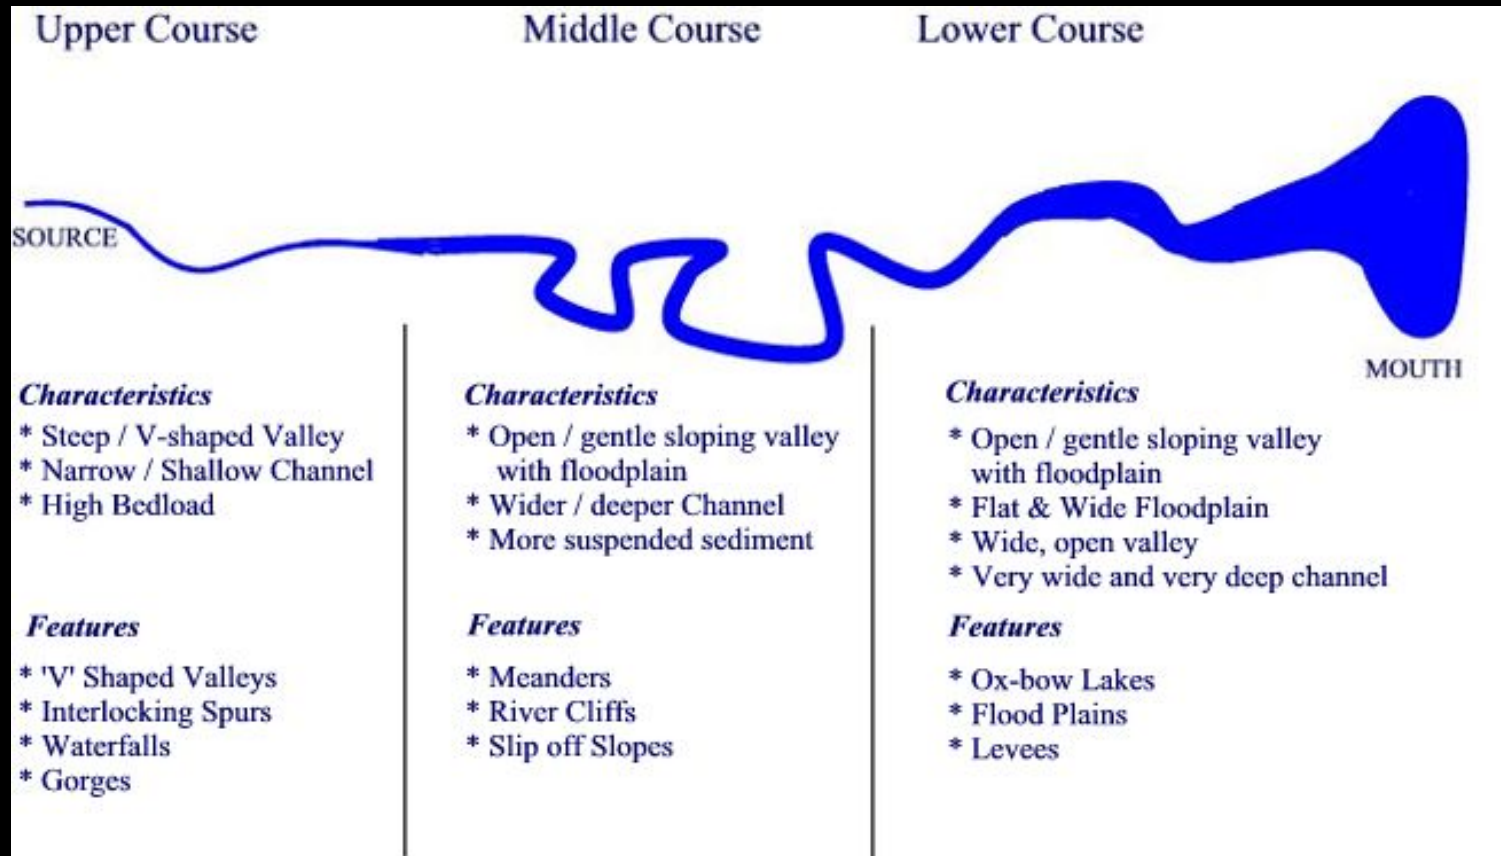 Upper Course
Middle Course
Lower Course
SOURCE
MOUTH
Characteristics
* Steep / V-shaped Valley
* Narrow / Shallow Channel
* High Bedload
Features
* 'V' Shaped Valleys
* Interlocking Spurs
* Waterfalls
* Gorges
Characteristics
* Open / gentle sloping valley
with floodplain
* Wider / deeper Channel
* More suspended sediment
Features
* Meanders
* River Cliffs
* Slip off Slopes
Characteristics
* Open / gentle sloping valley
with floodplain
* Flat & Wide Floodplain
* Wide, open valley
* Very wide and very deep channel
Features
* Ox-bow Lakes
* Flood Plains
* Levees